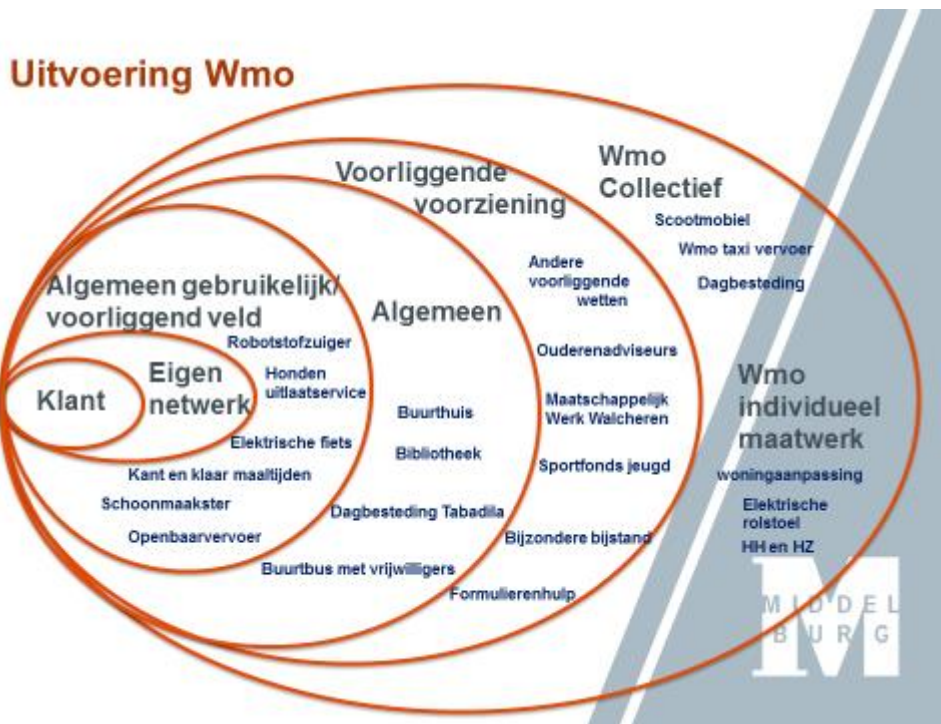 Uitvoering Wmo
Klant
Eigen
netwerk
Algemeen gebruikelijk/
voorliggend veld
Robotstofzuiger
Honden
uitlaatservice
Elektrische fiets
Kant en klaar maaltijden
Schoonmaakster
Openbaarvervoer
Algemeen
Buurthuis
Bibliotheek
Dagbesteding Tabadila
Buurtbus met vrijwilligers
Voorliggende
voorziening
Andere
voorliggende
wetten
Ouderenadviseurs
Maatschappelijk
Werk Walcheren
Sportfonds jeugd
Bijzondere bijstand
Formulierenhulp
Wmo
Collectief
Scootmobiel
Wmo taxi vervoer
Dagbesteding
Wmo
individueel
maatwerk
woningaanpassing
Elektrische
rolstoel
HH en HZ
MIDDEL
BURG